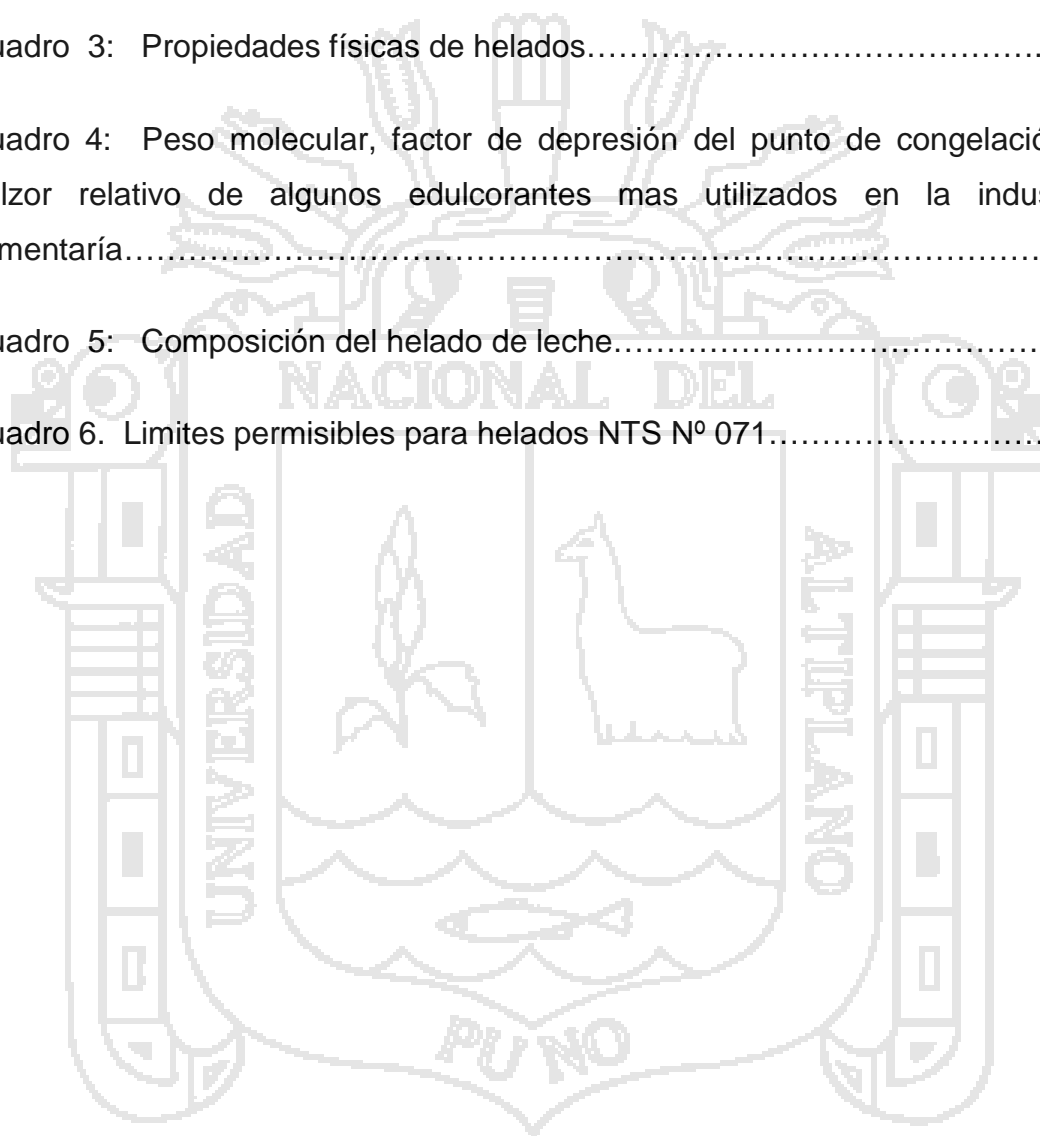 uadro 3: Propiedades físicas de helados……………………………………..
uadro 4: Peso molecular, factor de depresión del punto de congelació
lzor relativo de algunos edulcorantes mas utilizados en la indus
mentaría……………………………………………………………………………….
uadro 5: Composición del helado de leche…………………………………
NACIONAL DEL
uadro 6. Limites permisibles para helados NTS Nº 071……………………..
UNIVERSIDAD
ALTIPLANO
PUNO